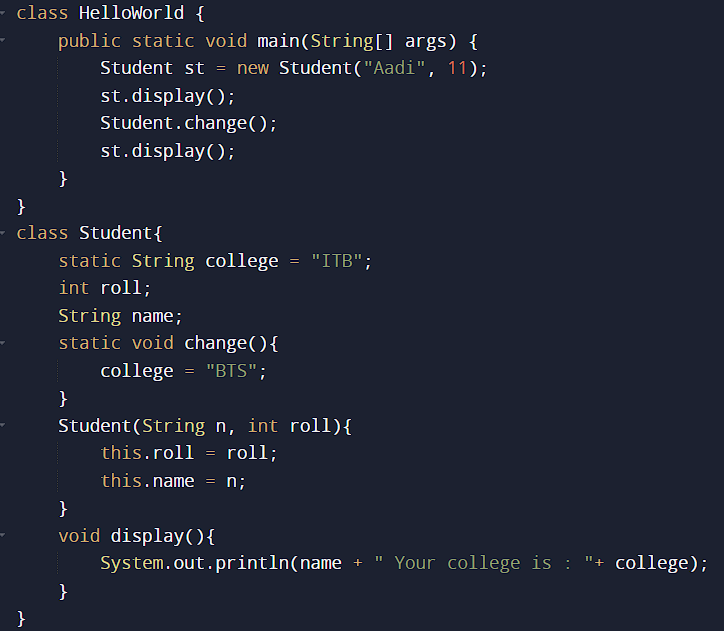 class HelloWorld {
    public static void main(String[] args) {
        Student st = new Student("Aadi", 11);
        st.display();
        Student.change();
        st.display();
    }
}
class Student{
    static String college = "ITB";
    int roll;
    String name;
    static void change(){
        college = "BTS";
    }
    Student(String n, int roll){
        this.roll = roll;
        this.name = n;
    }
    void display(){
        System.out.println(name + " Your college is : "+ college);
    }
}